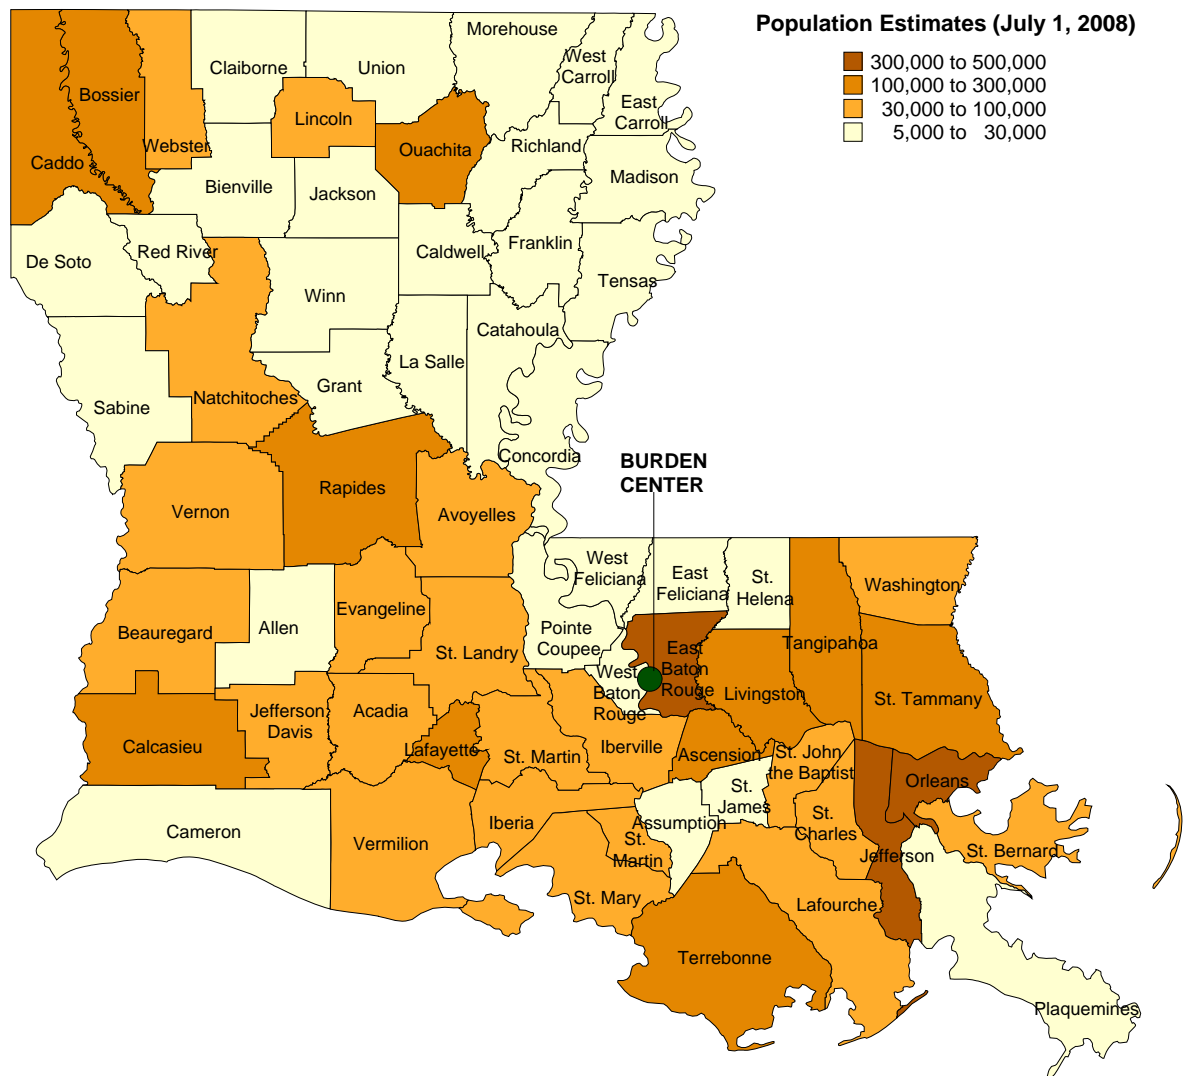 Population Estimates (July 1, 2008)
300,000 to 500,000
100,000 to 300,000
30,000 to 100,000
5,000 to 30,000
Morehouse
West
Carroll
Claiborne
Union
East
Carroll
Bossier
Lincoln
Webster
Ouachita
Richland
Caddo
Madison
Bienville
Jackson
Franklin
Red River
Caldwell
De Soto
Tensas
Winn
Catahoula
La Salle
Grant
Natchitoches
Sabine
Concordia
BURDEN
CENTER
Rapides
Vernon
Avoyelles
West
Feliciana
East
Feliciana
St.
Helena
Washington
Evangeline
Allen
Beauregard
Pointe
Coupee
Tangipahoa
East
Baton
Rouge
St. Landry
West
Baton
Rouge
Livingston
St. Tammany
Jefferson
Davis
Acadia
Calcasieu
Lafayette
St. Martin
Iberville
Ascension
St. John
the Baptist
Orleans
St.
James
Cameron
Iberia
Assumption
St.
Charles
Vermilion
St.
Martin
Jefferson
St. Bernard
St. Mary
Lafourche
Terrebonne
Plaquemines